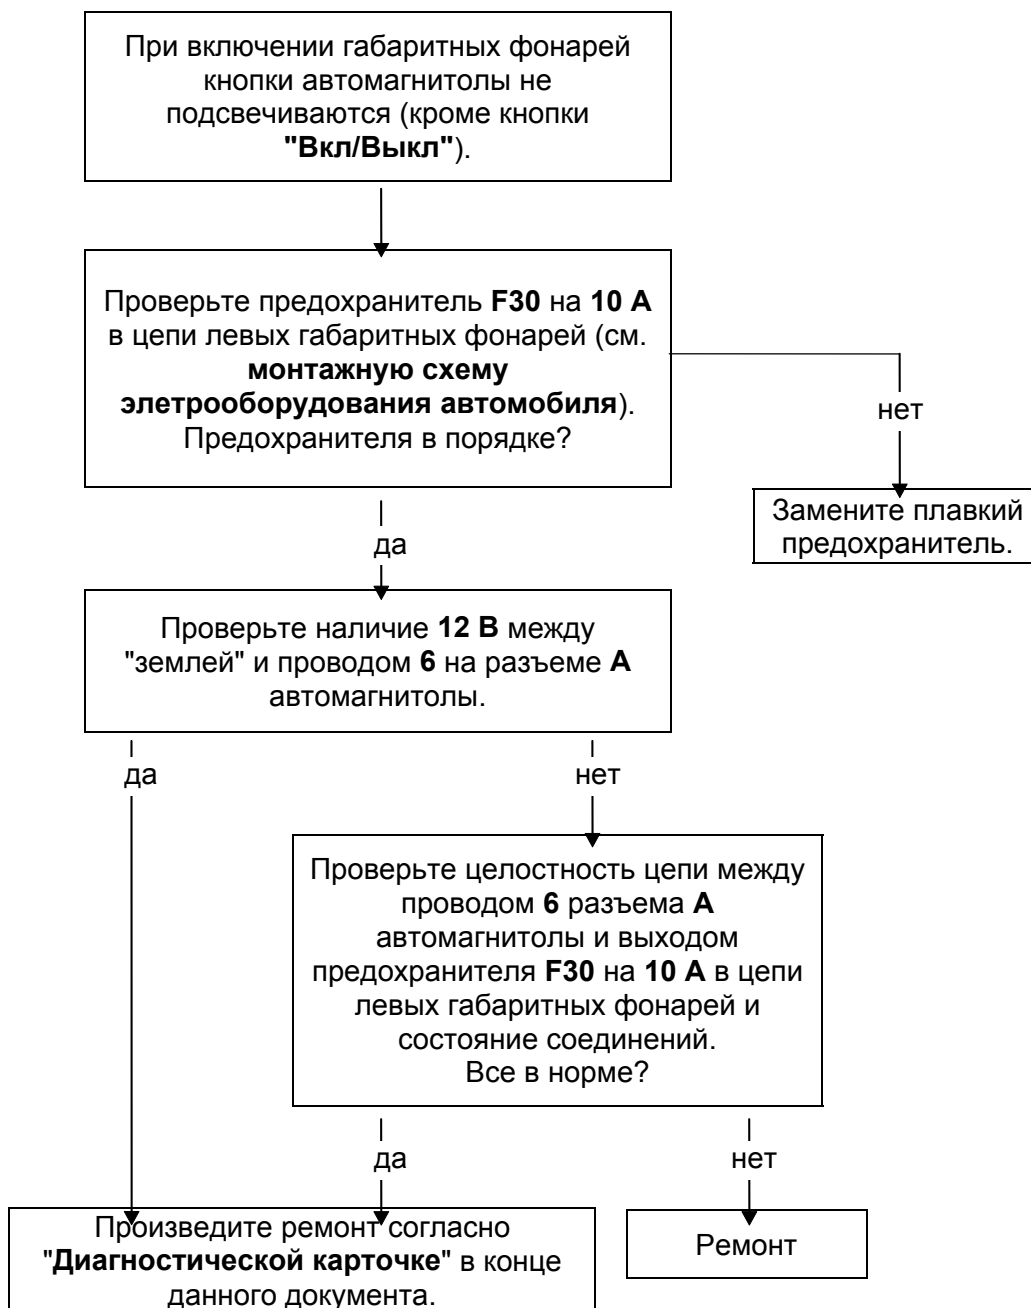 При включении габаритных фонарей
кнопки автомагнитолы не
подсвечиваются (кроме кнопки
"Вкл/Выкл").
Проверьте предохранитель F30 на 10 А
в цепи левых габаритных фонарей (см.
монтажную схему
элетрооборудования автомобиля).
Предохранителя в порядке?
нет
Замените плавкий
предохранитель.
да
Проверьте наличие 12 В между
"землей" и проводом 6 на разъеме А
автомагнитолы.
да
нет
Проверьте целостность цепи между
проводом 6 разъема А
автомагнитолы и выходом
предохранителя F30 на 10 А в цепи
левых габаритных фонарей и
состояние соединений.
Все в норме?
да
нет
Произведите ремонт согласно
"Диагностической карточке" в конце
данного документа.
Ремонт